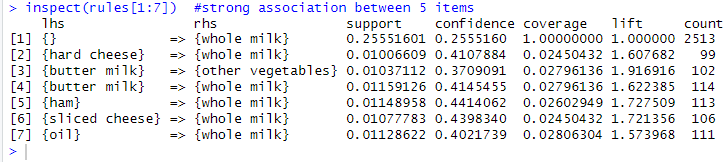 > inspect(rules[1:7])  #strong association between 5 items
    lhs               rhs                support    confidence coverage   lift     count
[1] {}             => {whole milk}       0.25551601 0.2555160  1.00000000 1.000000 2513
[2] {hard cheese}  => {whole milk}       0.01006609 0.4107884  0.02450432 1.607682   99
[3] {butter milk}  => {other vegetables} 0.01037112 0.3709091  0.02796136 1.916916  102
[4] {butter milk}  => {whole milk}       0.01159126 0.4145455  0.02796136 1.622385  114
[5] {ham}          => {whole milk}       0.01148958 0.4414062  0.02602949 1.727509  113
[6] {sliced cheese} => {whole milk}       0.01077783 0.4398340  0.02450432 1.721356  106
[7] {oil}          => {whole milk}       0.01128622 0.4021739  0.02806304 1.573968  111
>